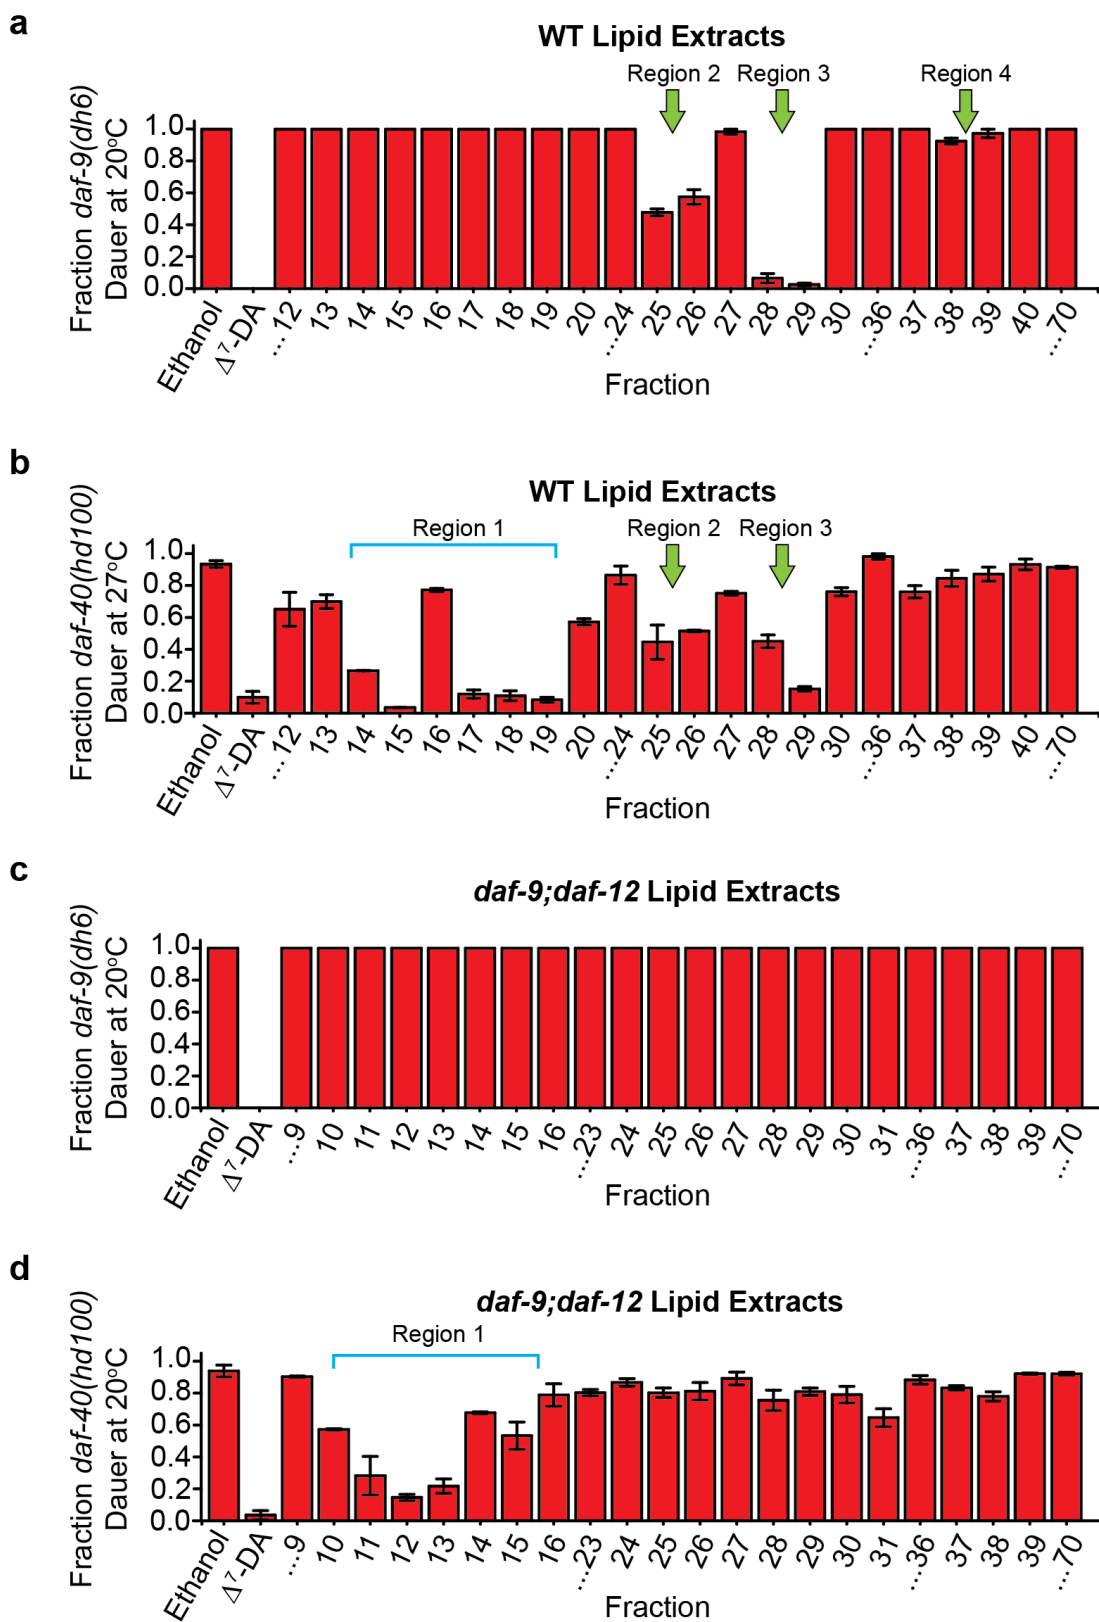 a
WT Lipid Extracts
Region 2 Region 3 Region 4
Fraction daf-9(dh6)
Dauer at 20°C
1.0
0.8
0.6
0.4
0.2
0.0
Ethanol Δ⁷-DA ...12 13 14 15 16 17 18 19 20 ...24 25 26 27 28 29 30 ...36 37 38 39 40 ...70
Fraction
b
WT Lipid Extracts
Region 1 Region 2 Region 3
Fraction daf-40(hd100)
Dauer at 27°C
1.0
0.8
0.6
0.4
0.2
0.0
Ethanol Δ⁷-DA ...12 13 14 15 16 17 18 19 20 ...24 25 26 27 28 29 30 ...36 37 38 39 40 ...70
Fraction
c
daf-9;daf-12 Lipid Extracts
Fraction daf-9(dh6)
Dauer at 20°C
1.0
0.8
0.6
0.4
0.2
0.0
Ethanol Δ⁷-DA ...9 10 11 12 13 14 15 16 ...23 24 25 26 27 28 29 30 31 ...36 37 38 39 ...70
Fraction
d
daf-9;daf-12 Lipid Extracts
Region 1
Fraction daf-40(hd100)
Dauer at 20°C
1.0
0.8
0.6
0.4
0.2
0.0
Ethanol Δ⁷-DA ...9 10 11 12 13 14 15 16 ...23 24 25 26 27 28 29 30 31 ...36 37 38 39 ...70
Fraction